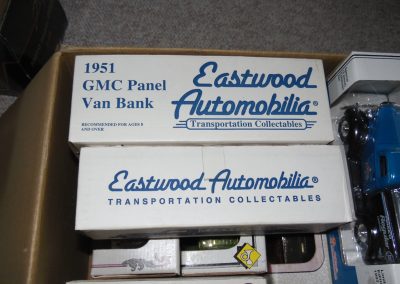 1951
GMC Panel
Van Bank
RECOMMENDED FOR AGES 8
AND OVER
Eastwood
Automobilia®
Transportation Collectables
Eastwood Automobilia®
TRANSPORTATION COLLECTABLES